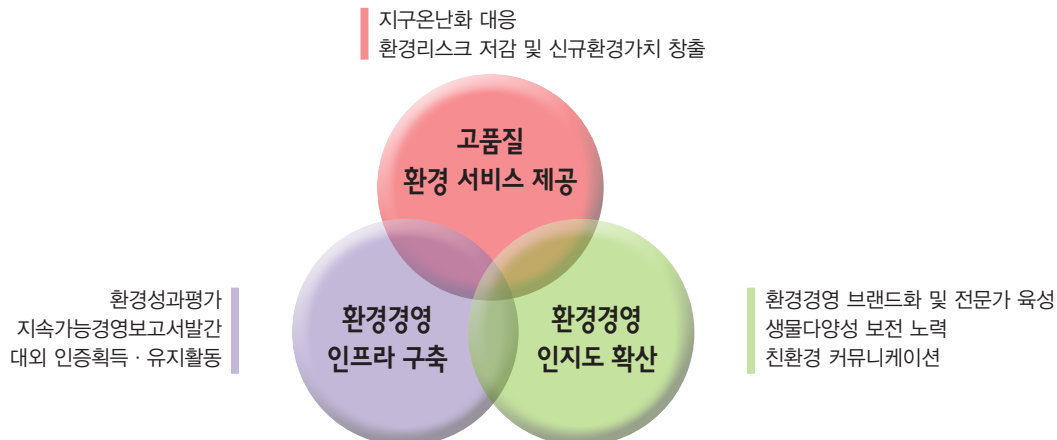 지구온난화 대응
환경리스크 저감 및 신규환경가치 창출
고품질
환경 서비스 제공
환경성과평가
지속가능경영보고서발간
대외 인증획득 · 유지활동
환경경영
인프라 구축
환경경영
인지도 확산
환경경영 브랜드화 및 전문가 육성
생물다양성 보전 노력
친환경 커뮤니케이션